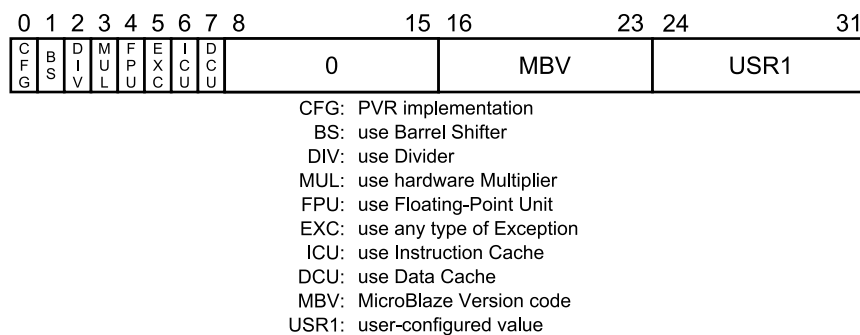 0 1 2 3 4 5 6 7 8 15 16 23 24 31
CFG BS DIV MUL FPU EXC ICU DCU 0 MBV USR1
CFG: PVR implementation
BS: use Barrel Shifter
DIV: use Divider
MUL: use hardware Multiplier
FPU: use Floating-Point Unit
EXC: use any type of Exception
ICU: use Instruction Cache
DCU: use Data Cache
MBV: MicroBlaze Version code
USR1: user-configured value